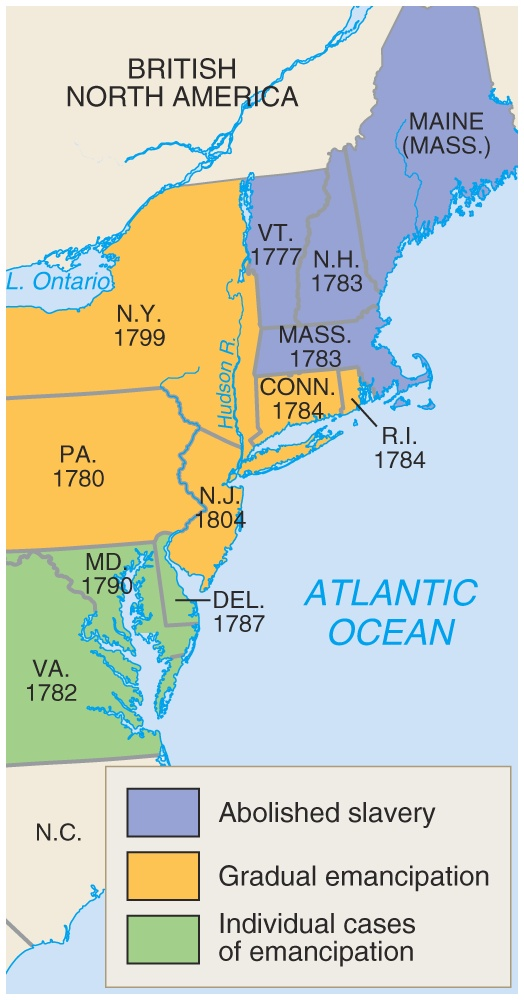 BRITISH
NORTH AMERICA
MAINE
(MASS.)
VT.
1777
N.H.
1783
L. Ontario
N.Y.
1799
MASS.
1783
Hudson R.
CONN.
1784
R.I.
1784
PA.
1780
N.J.
1804
MD.
1790
DEL.
1787
ATLANTIC
OCEAN
VA.
1782
N.C.
Abolished slavery
Gradual emancipation
Individual cases
of emancipation